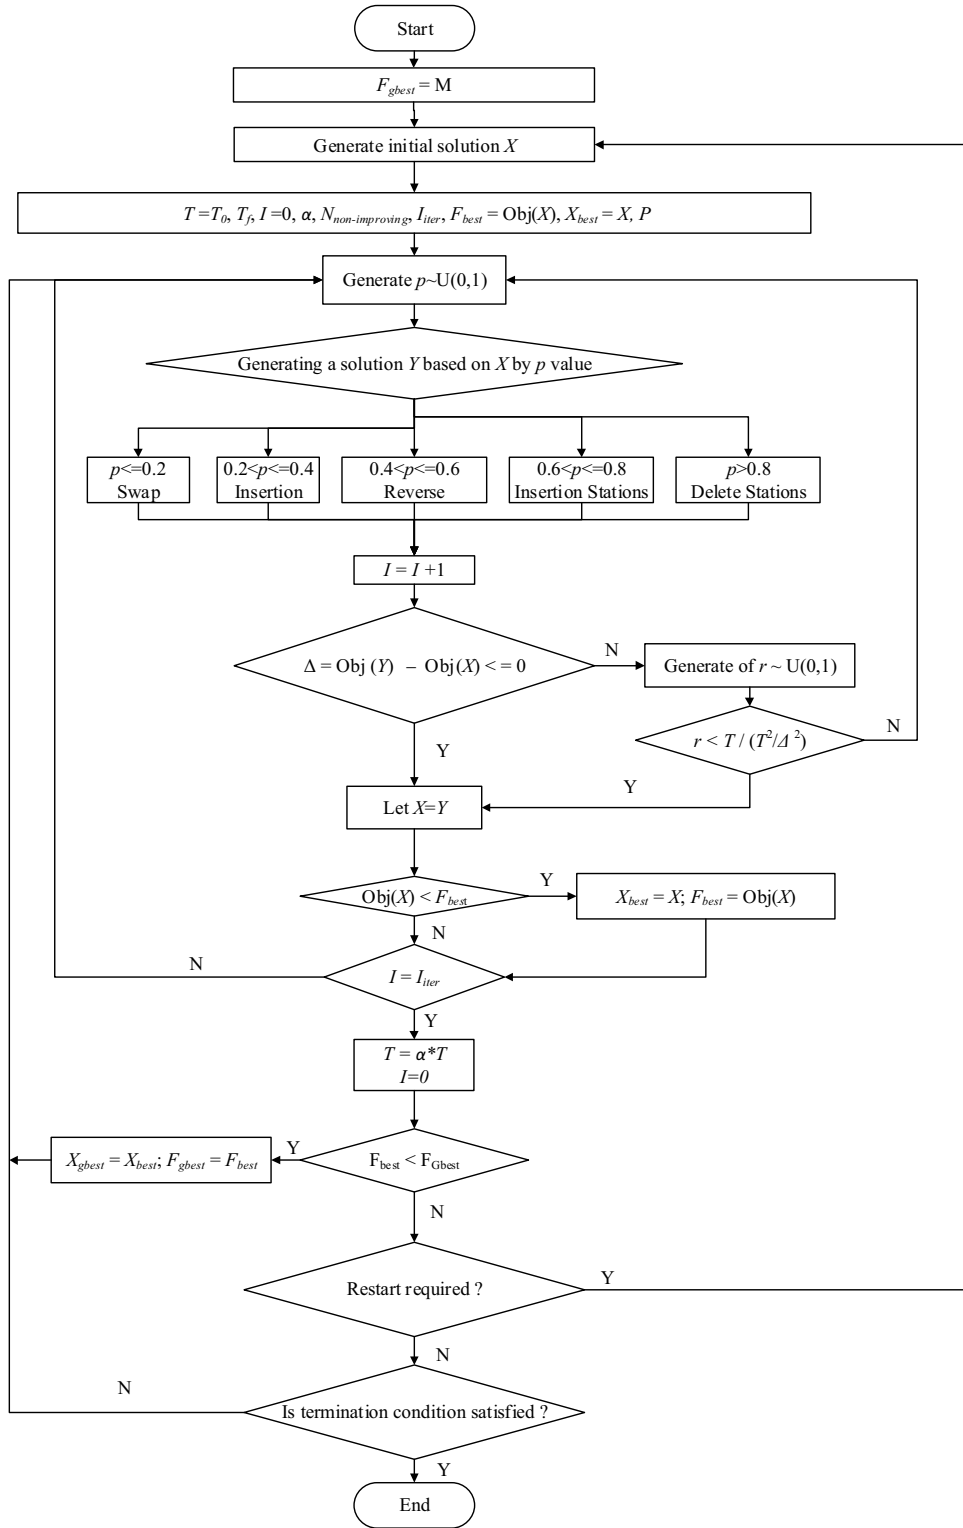 Start
F_gbest = M
Generate initial solution X
T =T_0, T_f, I =0, α, N_non-improving, I_iter, F_best = Obj(X), X_best = X, P
Generate p~U(0,1)
Generating a solution Y based on X by p value
p<=0.2
Swap
0.2<p<=0.4
Insertion
0.4<p<=0.6
Reverse
0.6<p<=0.8
Insertion Stations
p>0.8
Delete Stations
I = I +1
Δ = Obj (Y) – Obj(X) < = 0
N
Generate of r ~ U(0,1)
r < T / (T²/Δ ²)
N
Y
Y
Let X=Y
Obj(X) < F_best
Y
X_best = X; F_best = Obj(X)
N
I = I_iter
N
Y
T = α*T
I=0
F_best < F_Gbest
Y
X_gbest = X_best; F_gbest = F_best
N
Restart required ?
Y
N
Is termination condition satisfied ?
N
Y
End